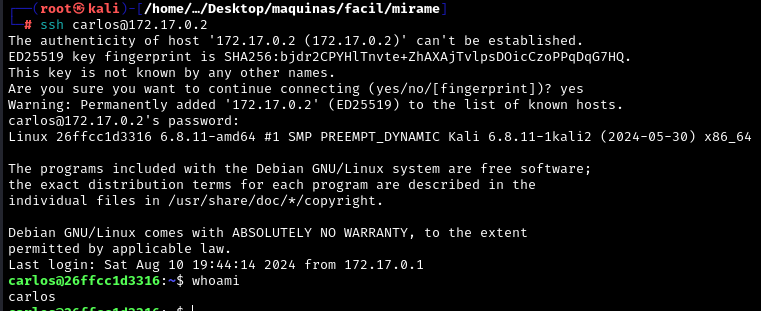 (root㉿kali)-[/home/…/Desktop/maquinas/facil/mirame]
# ssh carlos@172.17.0.2
The authenticity of host '172.17.0.2 (172.17.0.2)' can't be established.
ED25519 key fingerprint is SHA256:bjdr2CPYHlTnvte+ZhAXAjTvlpsDOicCzoPPqDqG7HQ.
This key is not known by any other names.
Are you sure you want to continue connecting (yes/no/[fingerprint])? yes
Warning: Permanently added '172.17.0.2' (ED25519) to the list of known hosts.
carlos@172.17.0.2's password:
Linux 26ffcc1d3316 6.8.11-amd64 #1 SMP PREEMPT_DYNAMIC Kali 6.8.11-1kali2 (2024-05-30) x86_64
The programs included with the Debian GNU/Linux system are free software;
the exact distribution terms for each program are described in the
individual files in /usr/share/doc/*/copyright.
Debian GNU/Linux comes with ABSOLUTELY NO WARRANTY, to the extent
permitted by applicable law.
Last login: Sat Aug 10 19:44:14 2024 from 172.17.0.1
carlos@26ffcc1d3316:~$ whoami
carlos
carlos@26ffcc1d3316:~$